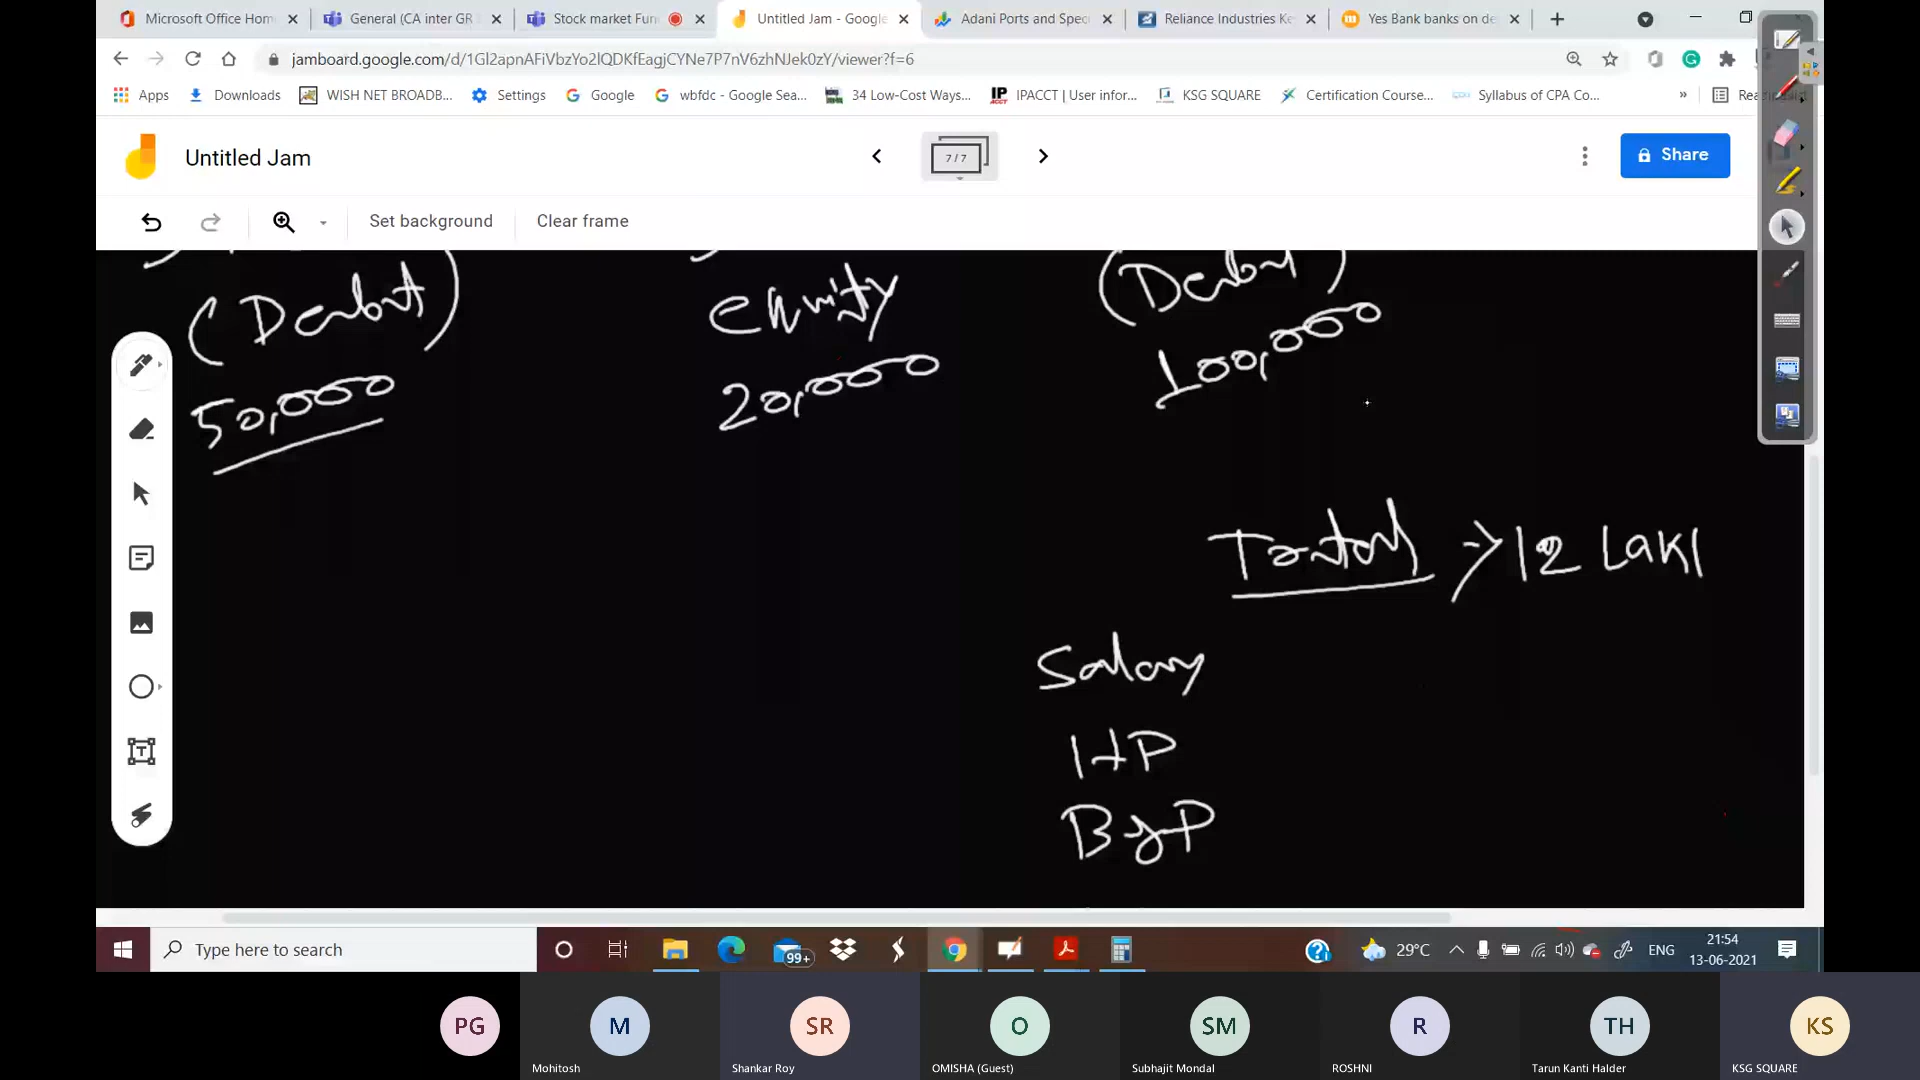 Microsoft Office Hom
General (CA inter GR
Stock market Fun
Untitled Jam - Google
Adani Ports and Spec
Reliance Industries Ke
Yes Bank banks on de
jamboard.google.com/d/1Gl2apnAFiVbzYo2lQDKfEagjCYNe7P7nV6zhNJek0zY/viewer?f=6
Apps
Downloads
WISH NET BROADB...
Settings
Google
wbfdc - Google Sea...
34 Low-Cost Ways...
IPACCT | User infor...
KSG SQUARE
Certification Course...
Syllabus of CPA Co...
»
Untitled Jam
7 / 7
Share
Set background
Clear frame
equity
50,000
20,000
100,000
12 Lakh
Salary
HP
Type here to search
99+
29°C
ENG
21:54
13-06-2021
PG
M
SR
O
SM
R
TH
KS
Mohitosh
Shankar Roy
OMISHA (Guest)
Subhajit Mondal
ROSHNI
Tarun Kanti Halder
KSG SQUARE